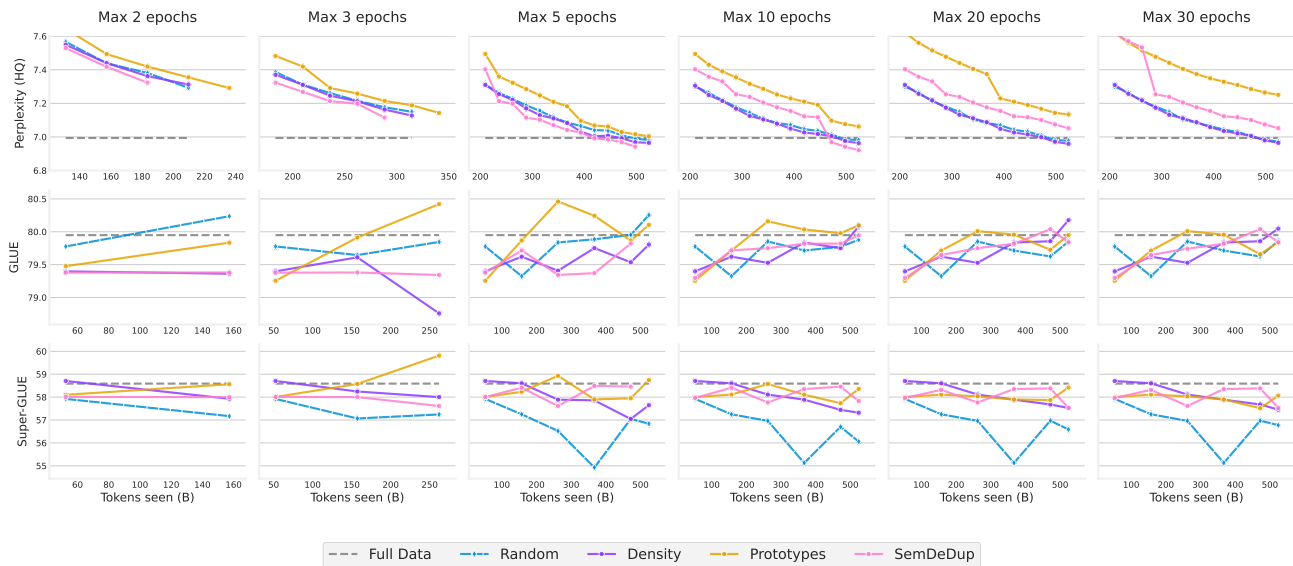 Max 2 epochs Max 3 epochs Max 5 epochs Max 10 epochs Max 20 epochs Max 30 epochs
Perplexity (HQ)
7.6
7.4
7.2
7.0
6.8
140 160 180 200 220 240 200 250 300 350 200 300 400 500 200 300 400 500 200 300 400 500 200 300 400 500
GLUE
80.5
80.0
79.5
79.0
60 80 100 120 140 160 50 100 150 200 250 100 200 300 400 500 100 200 300 400 500 100 200 300 400 500 100 200 300 400 500
Super-GLUE
60
59
58
57
56
55
60 80 100 120 140 160 50 100 150 200 250 100 200 300 400 500 100 200 300 400 500 100 200 300 400 500 100 200 300 400 500
Tokens seen (B) Tokens seen (B) Tokens seen (B) Tokens seen (B) Tokens seen (B) Tokens seen (B)
Full Data Random Density Prototypes SemDeDup